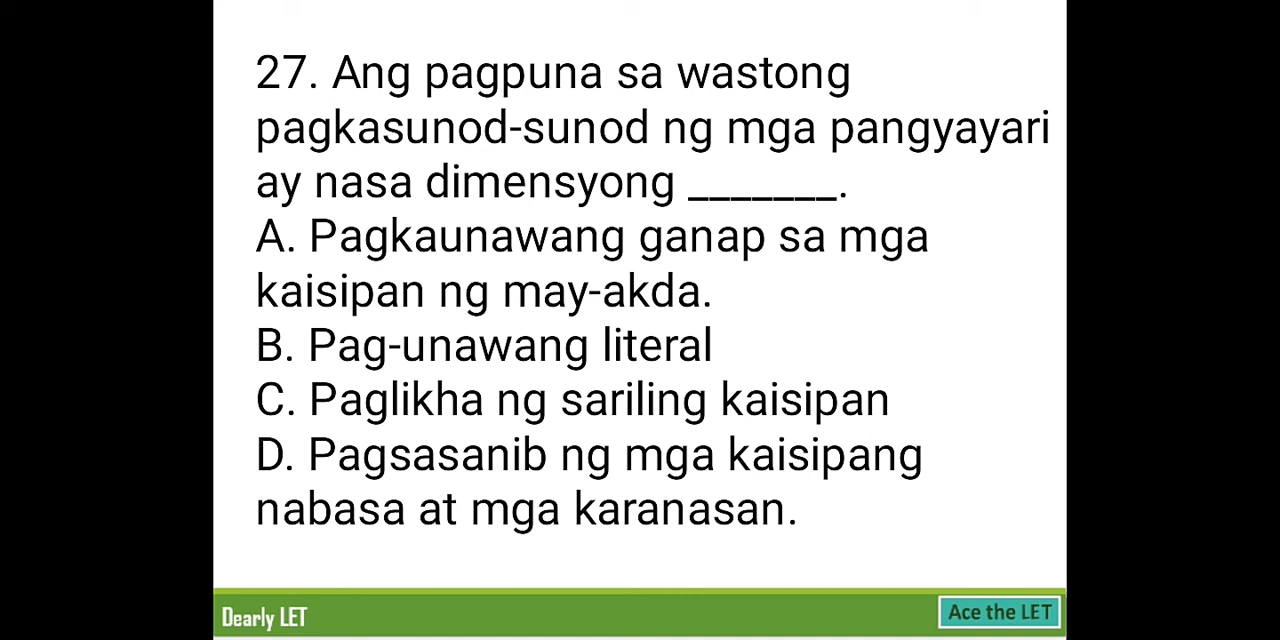 27. Ang pagpuna sa wastong
pagkasunod-sunod ng mga pangyayari
ay nasa dimensyong _______.
A. Pagkaunawang ganap sa mga
kaisipan ng may-akda.
B. Pag-unawang literal
C. Paglikha ng sariling kaisipan
D. Pagsasanib ng mga kaisipang
nabasa at mga karanasan.
Dearly LET
Ace the LET